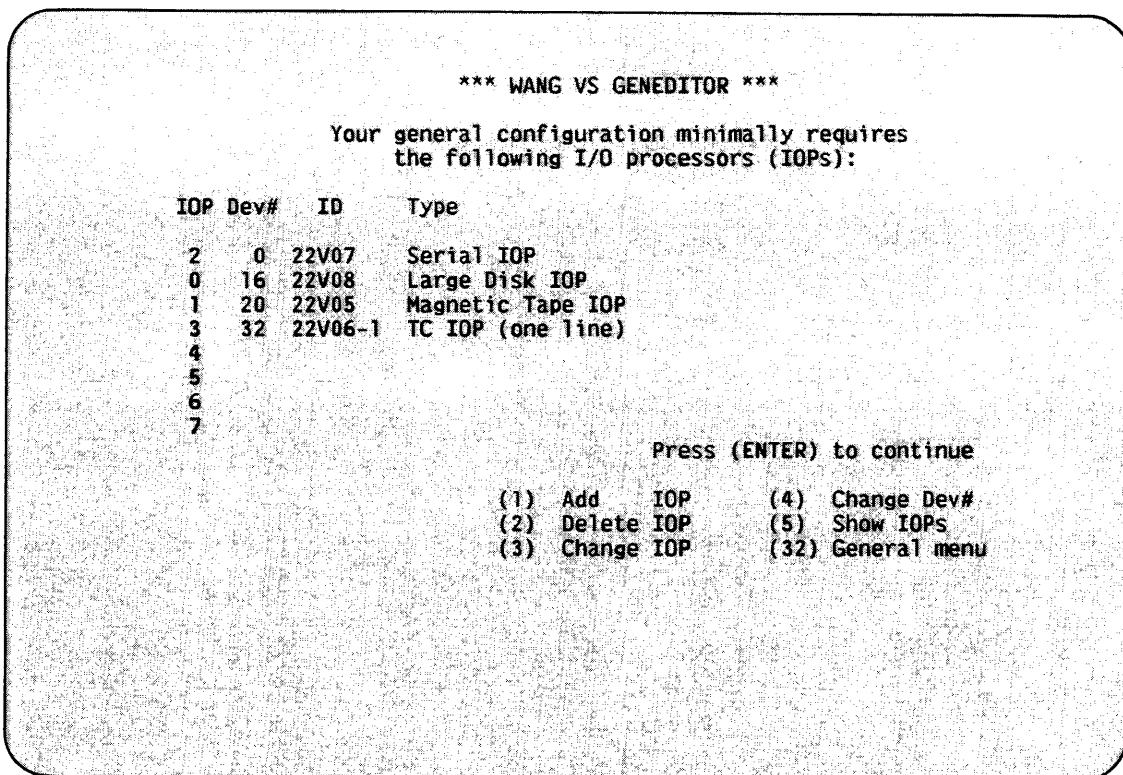 *** WANG VS GENEDITOR ***
Your general configuration minimally requires
the following I/O processors (IOPs):
IOP Dev# ID Type
2 0 22V07 Serial IOP
0 16 22V08 Large Disk IOP
1 20 22V05 Magnetic Tape IOP
3 32 22V06-1 TC IOP (one line)
4
5
6
7
Press (ENTER) to continue
(1) Add IOP (4) Change Dev#
(2) Delete IOP (5) Show IOPs
(3) Change IOP (32) General menu